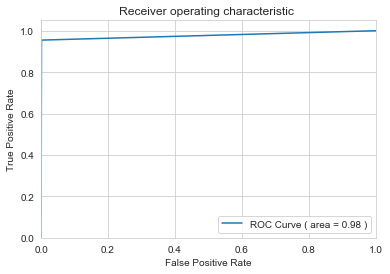 Receiver operating characteristic
True Positive Rate
1.0
0.8
0.6
0.4
0.2
0.0
ROC Curve ( area = 0.98 )
0.0 0.2 0.4 0.6 0.8 1.0
False Positive Rate